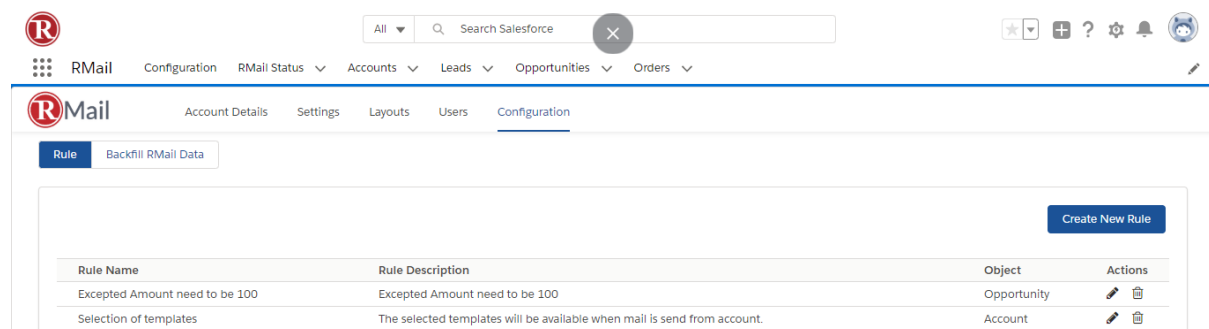 R
All Search Salesforce
RMail Configuration RMail Status Accounts Leads Opportunities Orders
RMail Account Details Settings Layouts Users Configuration
Rule Backfill RMail Data
Create New Rule
Rule Name Rule Description Object Actions
Excepted Amount need to be 100 Excepted Amount need to be 100 Opportunity
Selection of templates The selected templates will be available when mail is send from account. Account